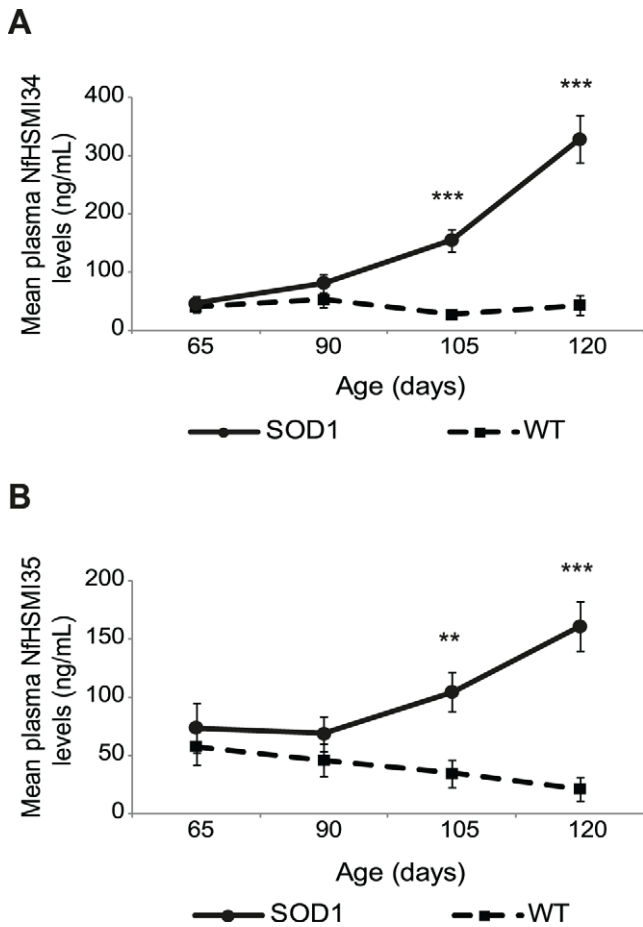 A
Mean plasma NfHSMI34
levels (ng/mL)
400
300
200
100
0
***
***
65 90 105 120
Age (days)
SOD1 WT
B
Mean plasma NfHSMI35
levels (ng/mL)
200
150
100
50
0
**
***
65 90 105 120
Age (days)
SOD1 WT